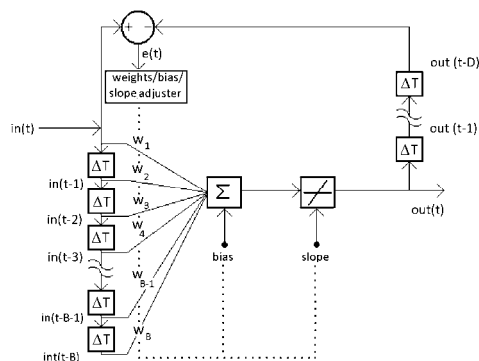 +
-
e(t)
weights/bias/
slope adjuster
out (t-D)
ΔT
in(t)
out (t-1)
ΔT
W1
ΔT
W2
in(t-1)
ΔT
W3
in(t-2)
W4
ΔT
in(t-3)
Σ
out(t)
bias
slope
WB-1
ΔT
in(t-B-1)
WB
ΔT
int(t-B)